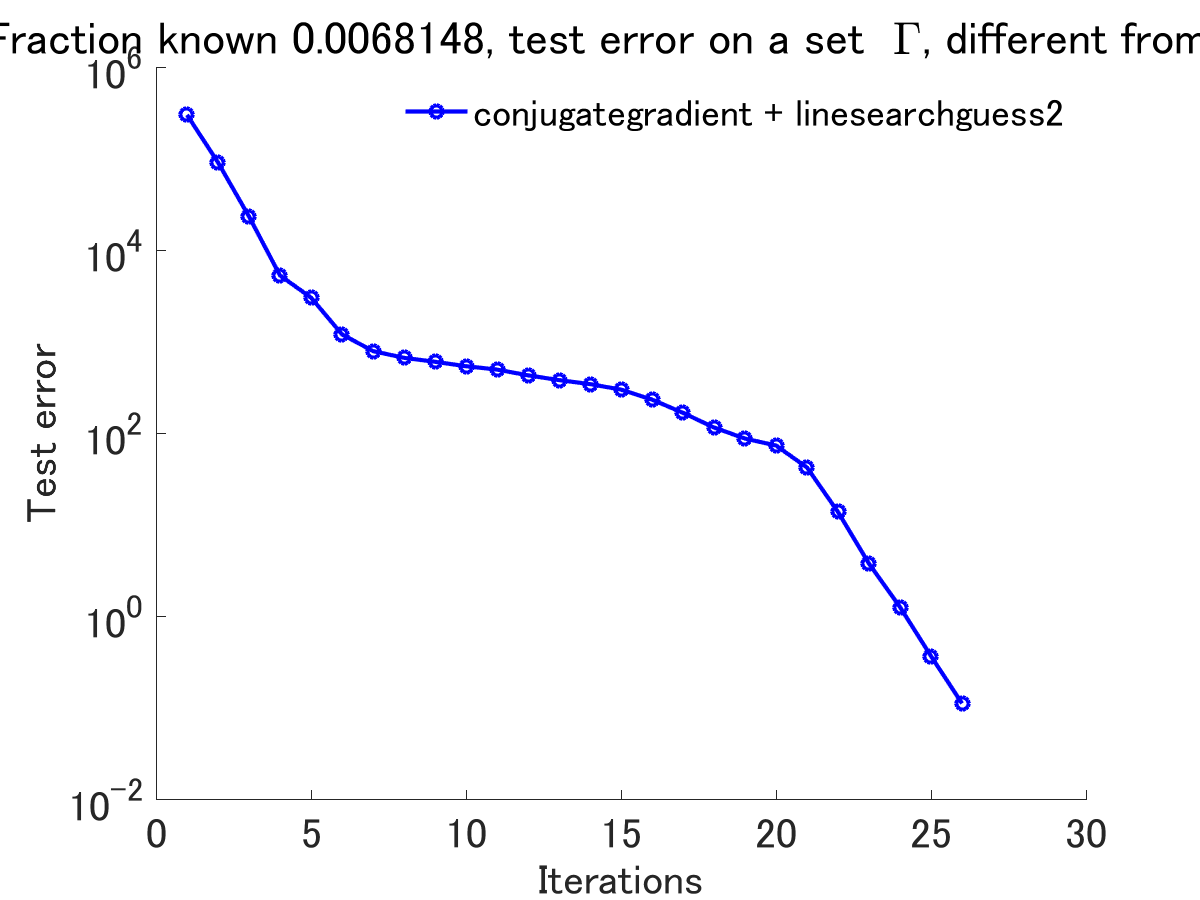 Fraction known 0.0068148, test error on a set Γ, different from
conjugategradient + linesearchguess2
10^6
10^4
10^2
10^0
10^-2
Test error
0 5 10 15 20 25 30
Iterations